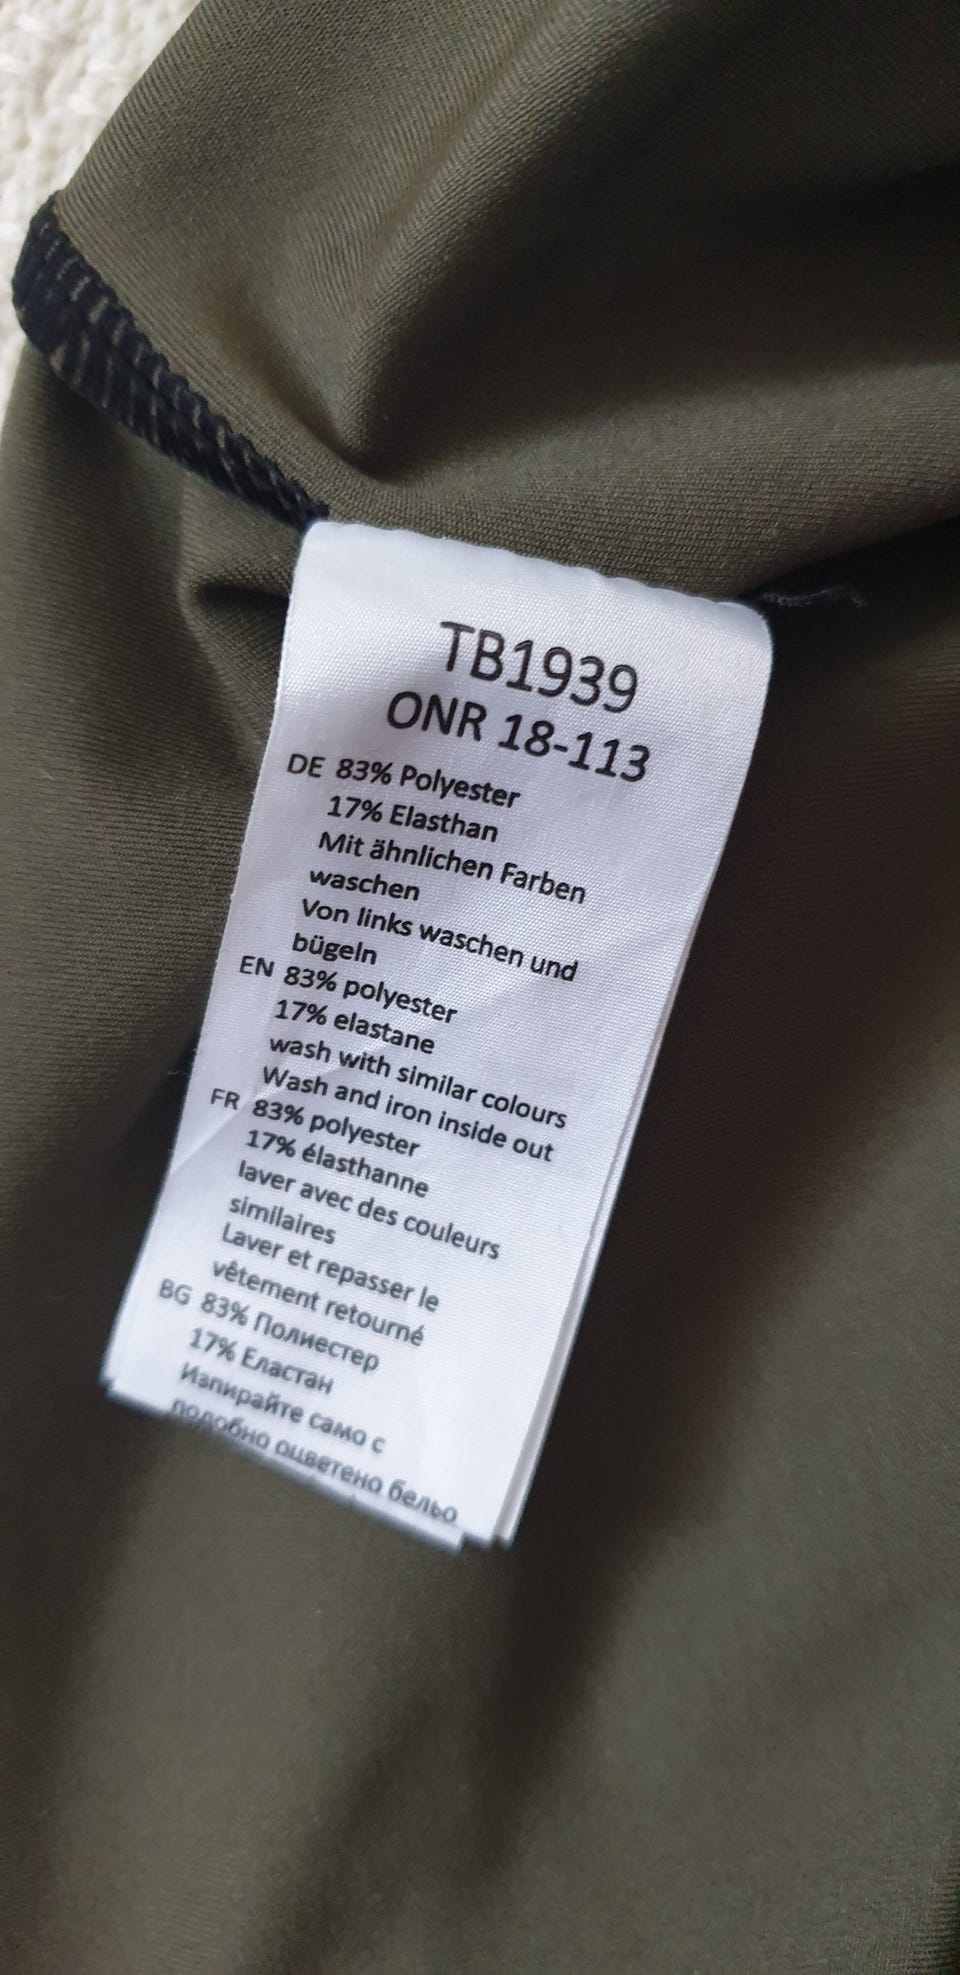 TB1939
ONR 18-113
DE 83% Polyester
17% Elasthan
Mit ähnlichen Farben
waschen
Von links waschen und
bügeln
EN 83% polyester
17% elastane
wash with similar colours
Wash and iron inside out
FR 83% polyester
17% élasthanne
laver avec des couleurs
similaires
Laver et repasser le
vêtement retourné
BG 83% Полиестер
17% Еластан
Изпирайте само с
подобно оцветено бельо